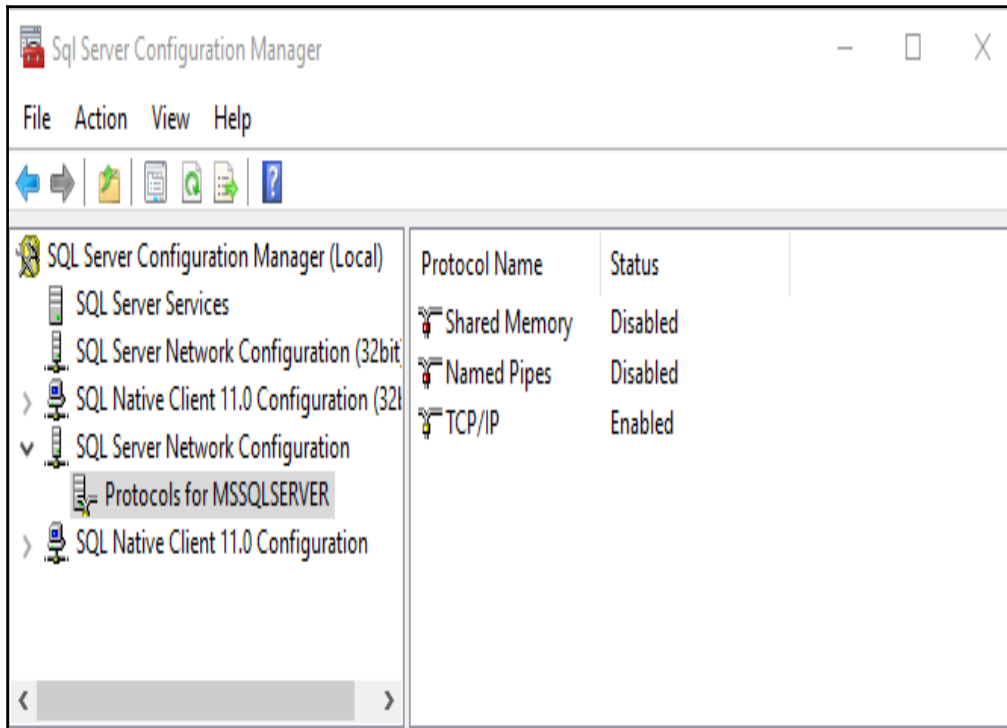 Sql Server Configuration Manager
File Action View Help
SQL Server Configuration Manager (Local)
SQL Server Services
SQL Server Network Configuration (32bit
SQL Native Client 11.0 Configuration (32
SQL Server Network Configuration
Protocols for MSSQLSERVER
SQL Native Client 11.0 Configuration
Protocol Name Status
Shared Memory Disabled
Named Pipes Disabled
TCP/IP Enabled